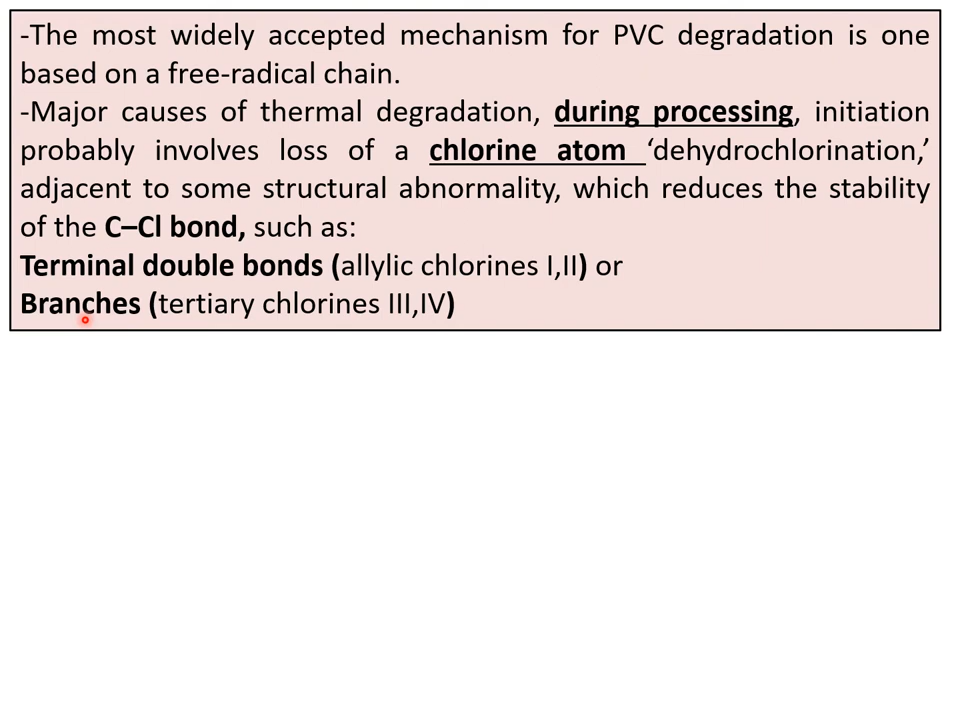 -The most widely accepted mechanism for PVC degradation is one
based on a free-radical chain.
-Major causes of thermal degradation, during processing, initiation
probably involves loss of a chlorine atom ‘dehydrochlorination,’
adjacent to some structural abnormality, which reduces the stability
of the C–Cl bond, such as:
Terminal double bonds (allylic chlorines I,II) or
Branches (tertiary chlorines III,IV)